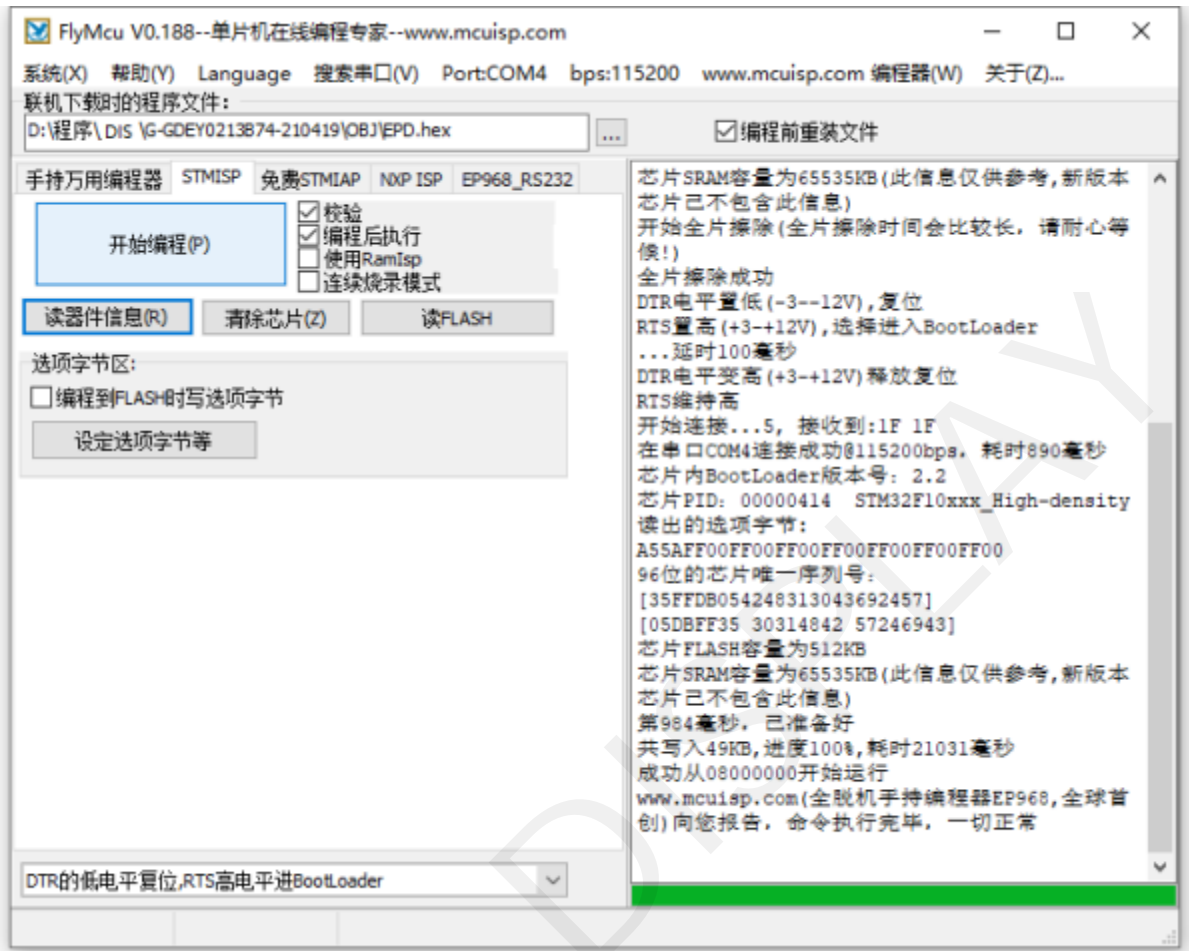 FlyMcu V0.188--单片机在线编程专家--www.mcuisp.com
系统(X) 帮助(Y) Language 搜索串口(V) Port:COM4 bps:115200 www.mcuisp.com 编程器(W) 关于(Z)...
联机下载时的程序文件:
D:\程序\ DIS \G-GDEY0213B74-210419\OBJ\EPD.hex ... 编程前重装文件
手持万用编程器 STMISP 免费STMIAP NXP ISP EP968_RS232
开始编程(P)
校验
编程后执行
使用RamIsp
连续烧录模式
读器件信息(R) 清除芯片(Z) 读FLASH
选项字节区:
编程到FLASH时写选项字节
设定选项字节等
DTR的低电平复位,RTS高电平进BootLoader
芯片SRAM容量为65535KB(此信息仅供参考,新版本
芯片已不包含此信息)
开始全片擦除(全片擦除时间会比较长, 请耐心等
候!)
全片擦除成功
DTR电平置低(-3--12V),复位
RTS置高(+3-+12V),选择进入BootLoader
...延时100毫秒
DTR电平变高(+3-+12V)释放复位
RTS维持高
开始连接...5, 接收到:1F 1F
在串口COM4连接成功@115200bps, 耗时890毫秒
芯片内BootLoader版本号: 2.2
芯片PID: 00000414 STM32F10xxx_High-density
读出的选项字节:
A55AFF00FF00FF00FF00FF00FF00FF00
96位的芯片唯一序列号:
[35FFDB054248313043692457]
[05DBFF35 30314842 57246943]
芯片FLASH容量为512KB
芯片SRAM容量为65535KB(此信息仅供参考,新版本
芯片已不包含此信息)
第984毫秒, 已准备好
共写入49KB,进度100%,耗时21031毫秒
成功从08000000开始运行
www.mcuisp.com(全脱机手持编程器EP968,全球首
创)向您报告, 命令执行完毕, 一切正常
DISPLAY